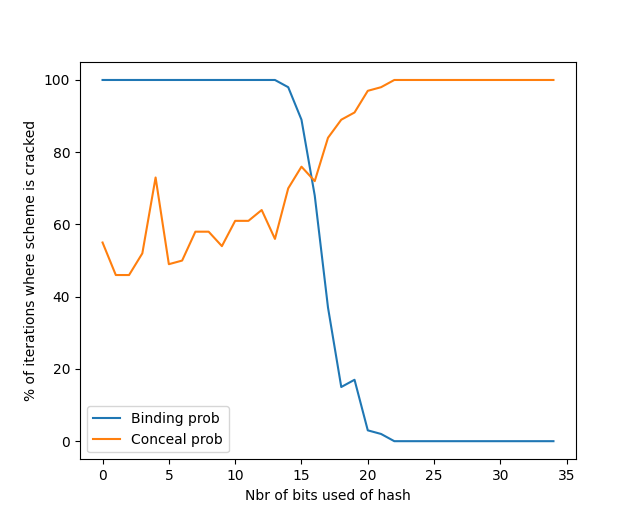 100
80
60
40
20
0
% of iterations where scheme is cracked
Binding prob
Conceal prob
0 5 10 15 20 25 30 35
Nbr of bits used of hash